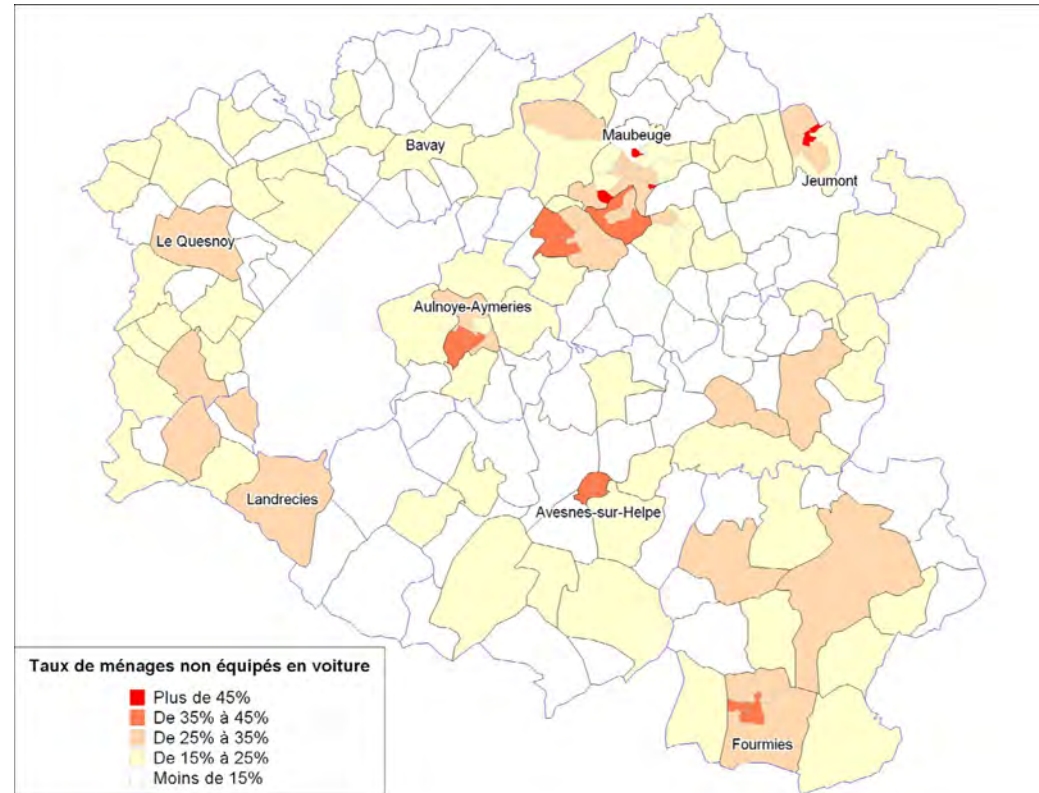 Maubeuge
Bavay
Jeumont
Le Quesnoy
Aulnoye-Aymeries
Landrecies
Avesnes-sur-Helpe
Fourmies
Taux de ménages non équipés en voiture
Plus de 45%
De 35% à 45%
De 25% à 35%
De 15% à 25%
Moins de 15%